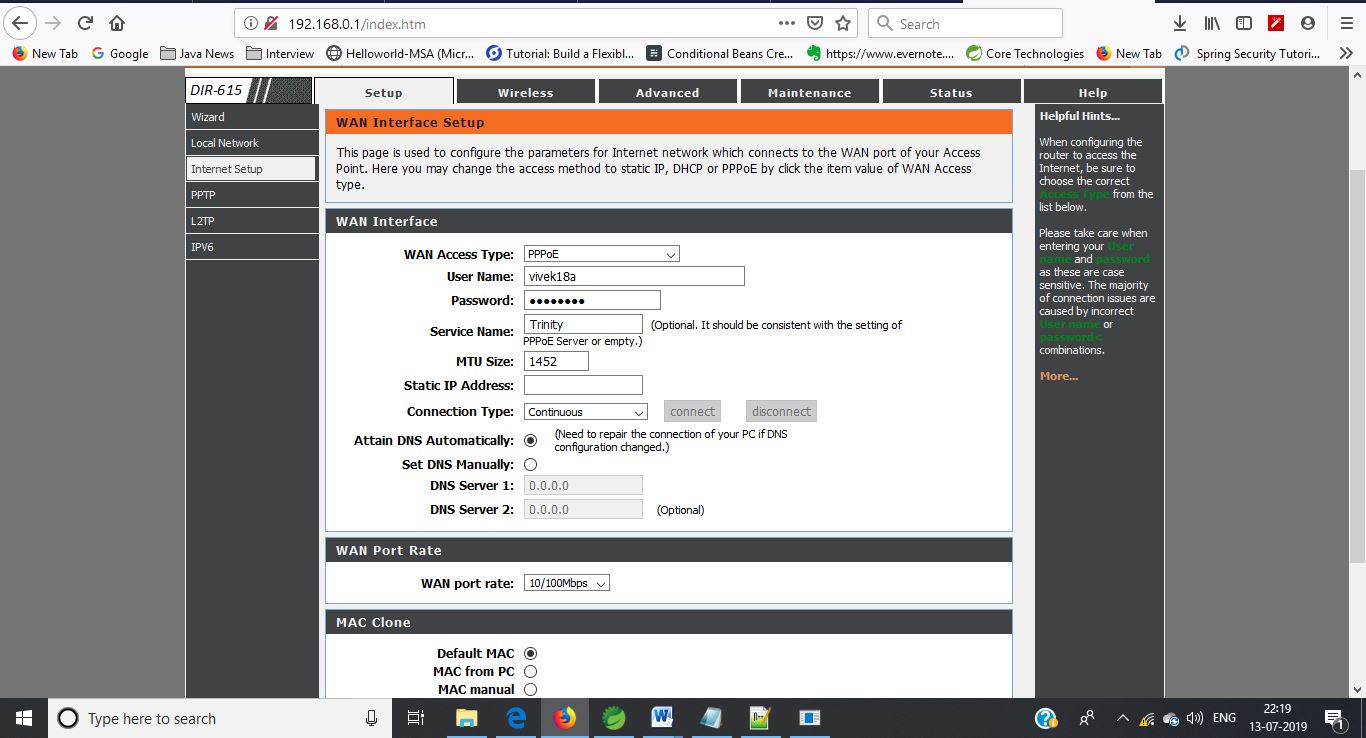 192.168.0.1/index.htm
Search
New Tab
Google
Java News
Interview
Helloworld-MSA (Micr...
Tutorial: Build a Flexibl...
Conditional Beans Cre...
https://www.evernote....
Core Technologies
New Tab
Spring Security Tutori...
DIR-615
Setup
Wireless
Advanced
Maintenance
Status
Help
Wizard
Local Network
Internet Setup
PPTP
L2TP
IPV6
WAN Interface Setup
This page is used to configure the parameters for Internet network which connects to the WAN port of your Access
Point. Here you may change the access method to static IP, DHCP or PPPoE by click the item value of WAN Access
type.
WAN Interface
WAN Access Type: PPPoE
User Name: vivek18a
Password: ••••••••
Service Name: Trinity (Optional. It should be consistent with the setting of
PPPoE Server or empty.)
MTU Size: 1452
Static IP Address:
Connection Type: Continuous connect disconnect
Attain DNS Automatically: (Need to repair the connection of your PC if DNS
configuration changed.)
Set DNS Manually:
DNS Server 1: 0.0.0.0
DNS Server 2: 0.0.0.0 (Optional)
WAN Port Rate
WAN port rate: 10/100Mbps
MAC Clone
Default MAC
MAC from PC
MAC manual
Helpful Hints...
When configuring the
router to access the
Internet, be sure to
choose the correct
Access Type from the
list below.
Please take care when
entering your User
name and password
as these are case
sensitive. The majority
of connection issues are
caused by incorrect
User name or
password<
combinations.
More...
Type here to search
ENG
22:19
13-07-2019
1